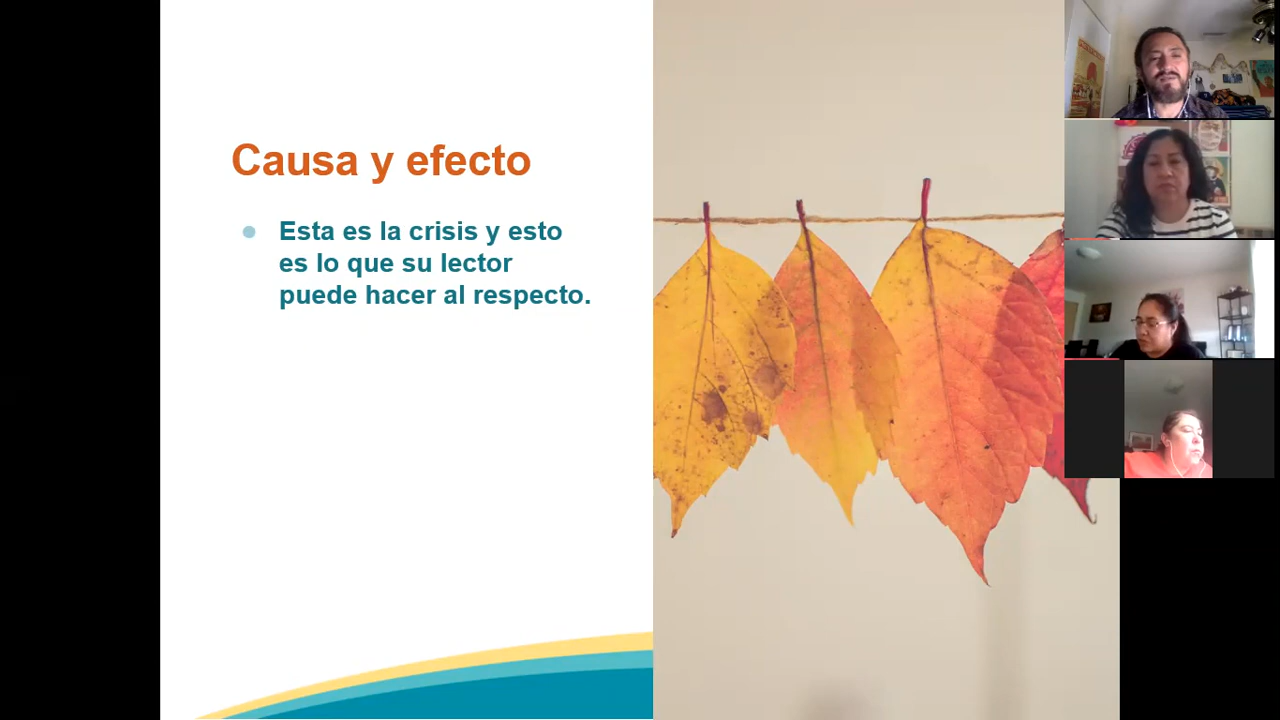 Causa y efecto
Esta es la crisis y esto
es lo que su lector
puede hacer al respecto.